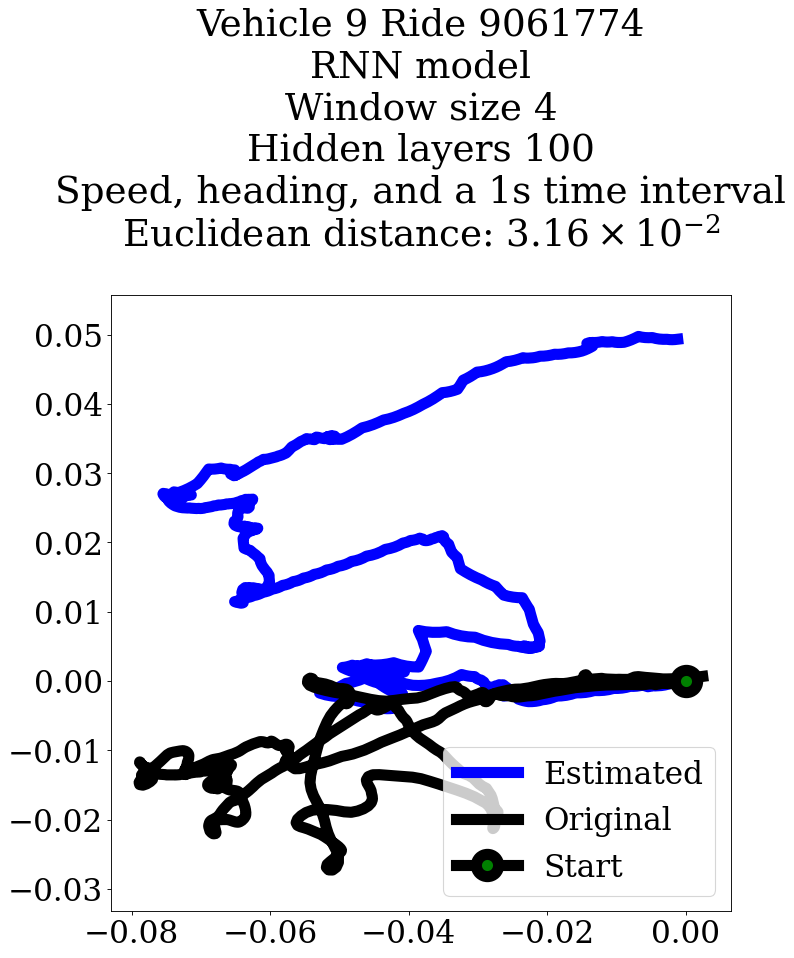 Vehicle 9 Ride 9061774
RNN model
Window size 4
Hidden layers 100
Speed, heading, and a 1s time interval
Euclidean distance: 3.16 × 10⁻²
0.05
0.04
0.03
0.02
0.01
0.00
−0.01
−0.02
−0.03
Estimated
Original
Start
−0.08 −0.06 −0.04 −0.02 0.00